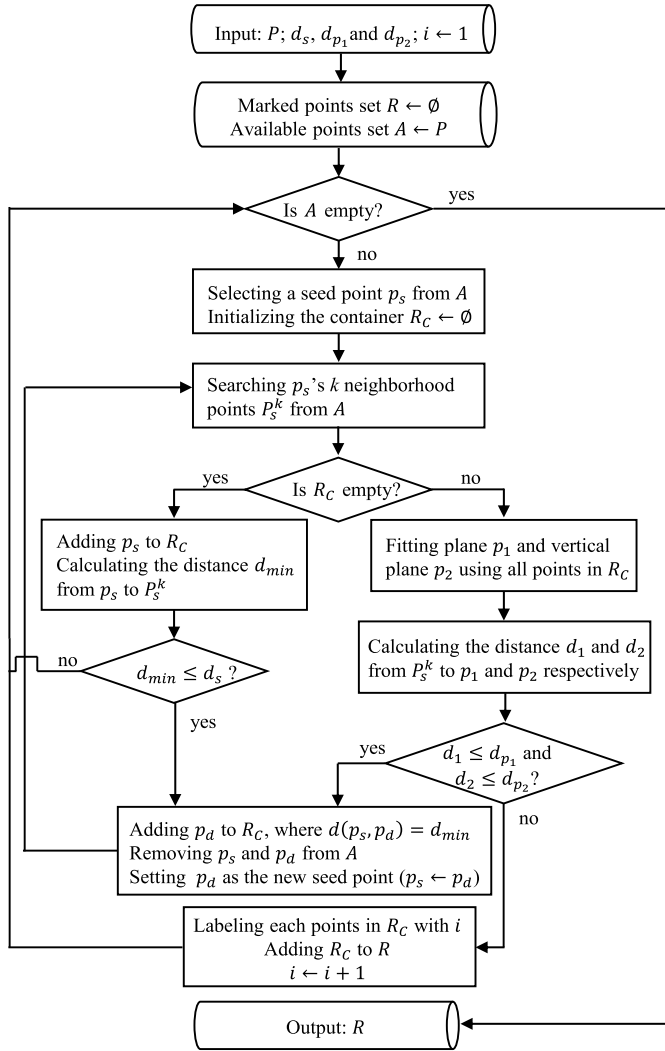 Input: P; d_s, d_{p_1} and d_{p_2}; i ← 1
Marked points set R ← ∅
Available points set A ← P
Is A empty?
yes
no
Selecting a seed point p_s from A
Initializing the container R_C ← ∅
Searching p_s's k neighborhood
points P_s^k from A
yes
Is R_C empty?
no
Adding p_s to R_C
Calculating the distance d_{min}
from p_s to P_s^k
Fitting plane p_1 and vertical
plane p_2 using all points in R_C
Calculating the distance d_1 and d_2
from P_s^k to p_1 and p_2 respectively
no
d_{min} ≤ d_s ?
yes
yes
d_1 ≤ d_{p_1} and
d_2 ≤ d_{p_2}?
no
Adding p_d to R_C, where d(p_s, p_d) = d_{min}
Removing p_s and p_d from A
Setting p_d as the new seed point (p_s ← p_d)
Labeling each points in R_C with i
Adding R_C to R
i ← i + 1
Output: R